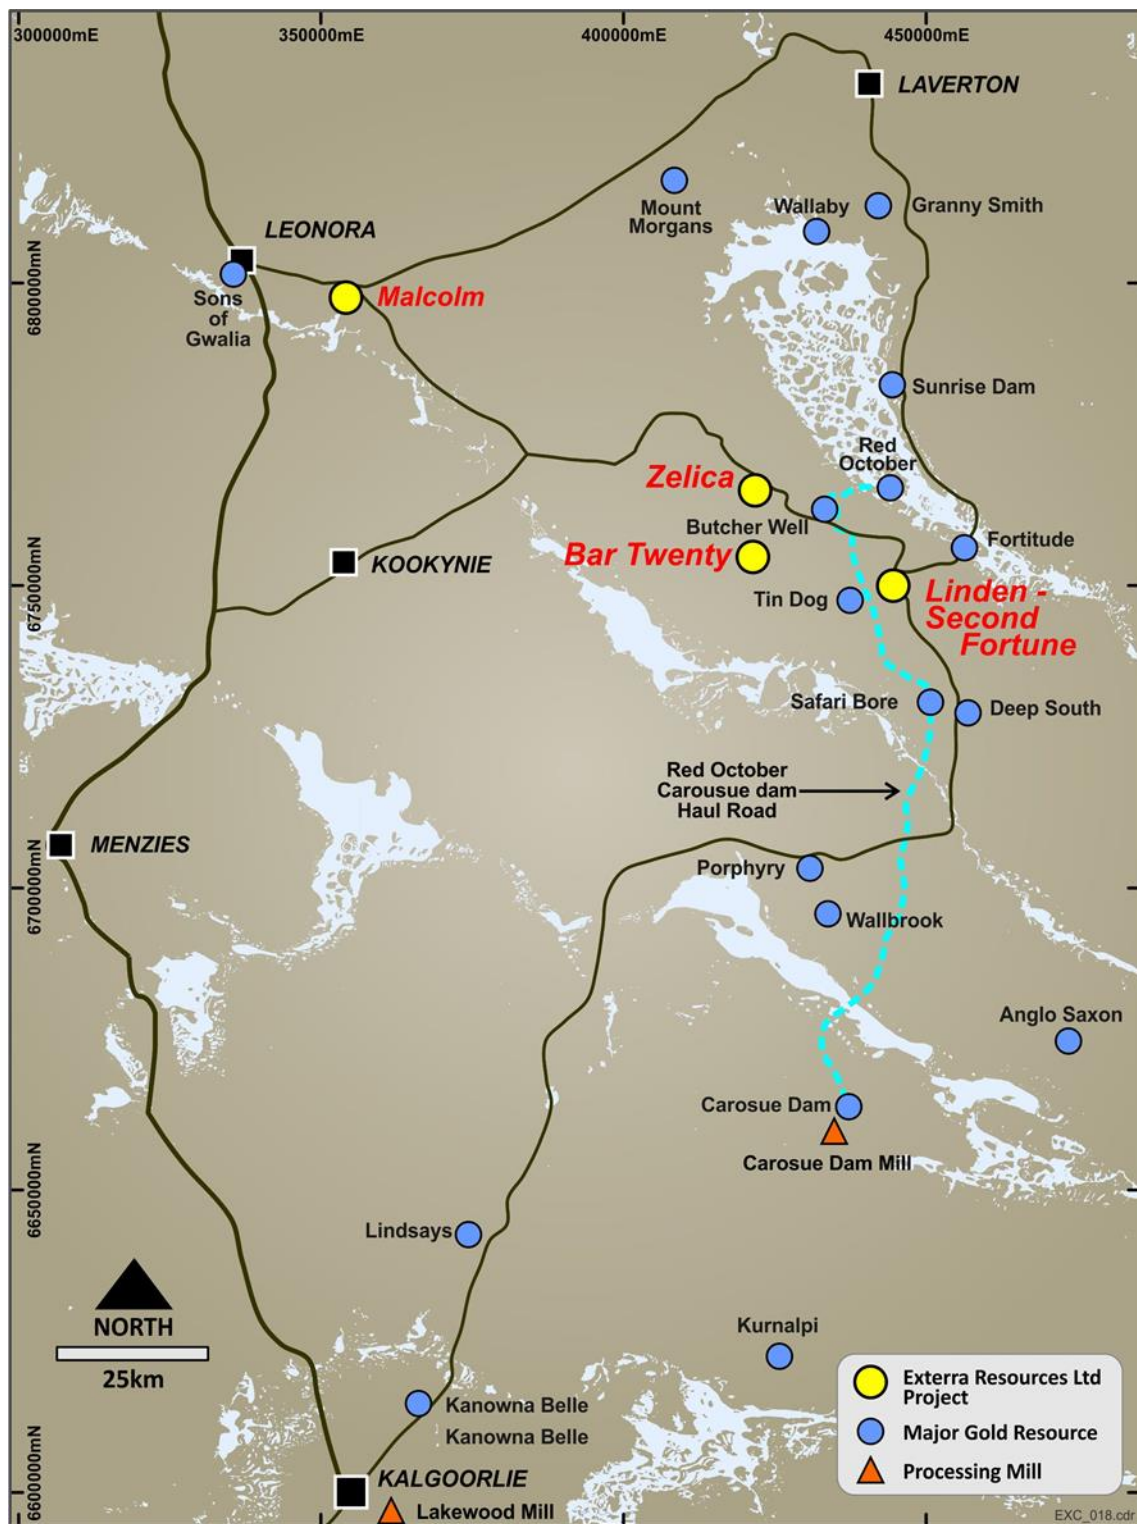 300000mE
350000mE
400000mE
450000mE
LAVERTON
Mount
Morgans
Wallaby
Granny Smith
LEONORA
6800000mN
Sons
of
Gwalia
Malcolm
Sunrise Dam
Red
October
Zelica
Butcher Well
Fortitude
Bar Twenty
KOOKYNIE
6750000mN
Tin Dog
Linden -
Second
Fortune
Safari Bore
Deep South
Red October
Carousue dam
Haul Road
MENZIES
6700000mN
Porphyry
Wallbrook
Anglo Saxon
Carosue Dam
Carosue Dam Mill
6650000mN
Lindsays
NORTH
25km
Kurnalpi
Kanowna Belle
Kanowna Belle
KALGOORLIE
6600000mN
Lakewood Mill
Exterra Resources Ltd
Project
Major Gold Resource
Processing Mill
EXC_018.cdr